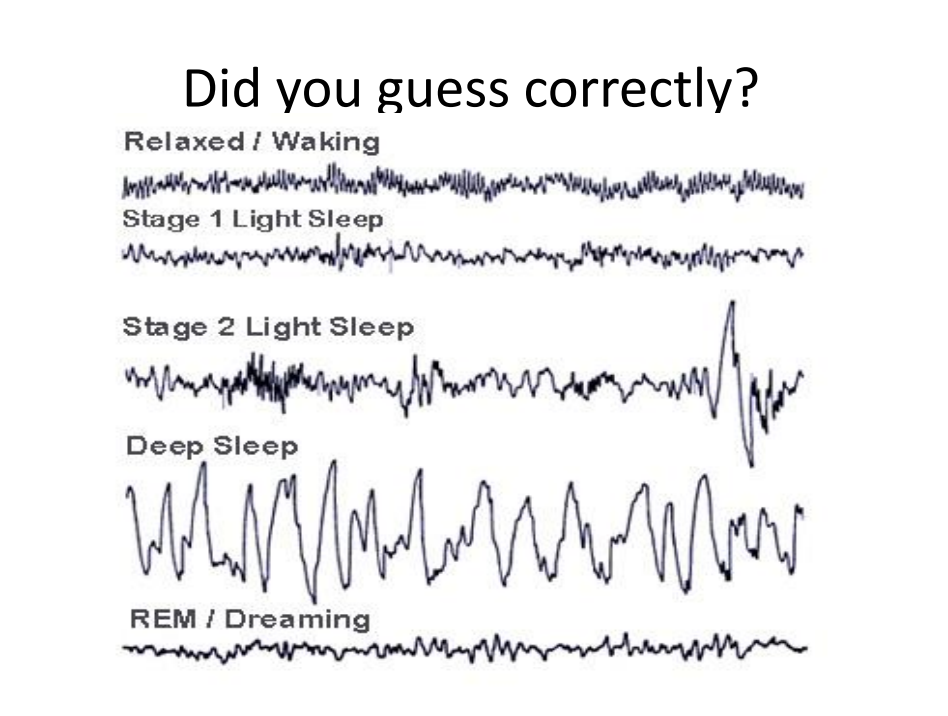 Did you guess correctly?
Relaxed / Waking
Stage 1 Light Sleep
Stage 2 Light Sleep
Deep Sleep
REM / Dreaming